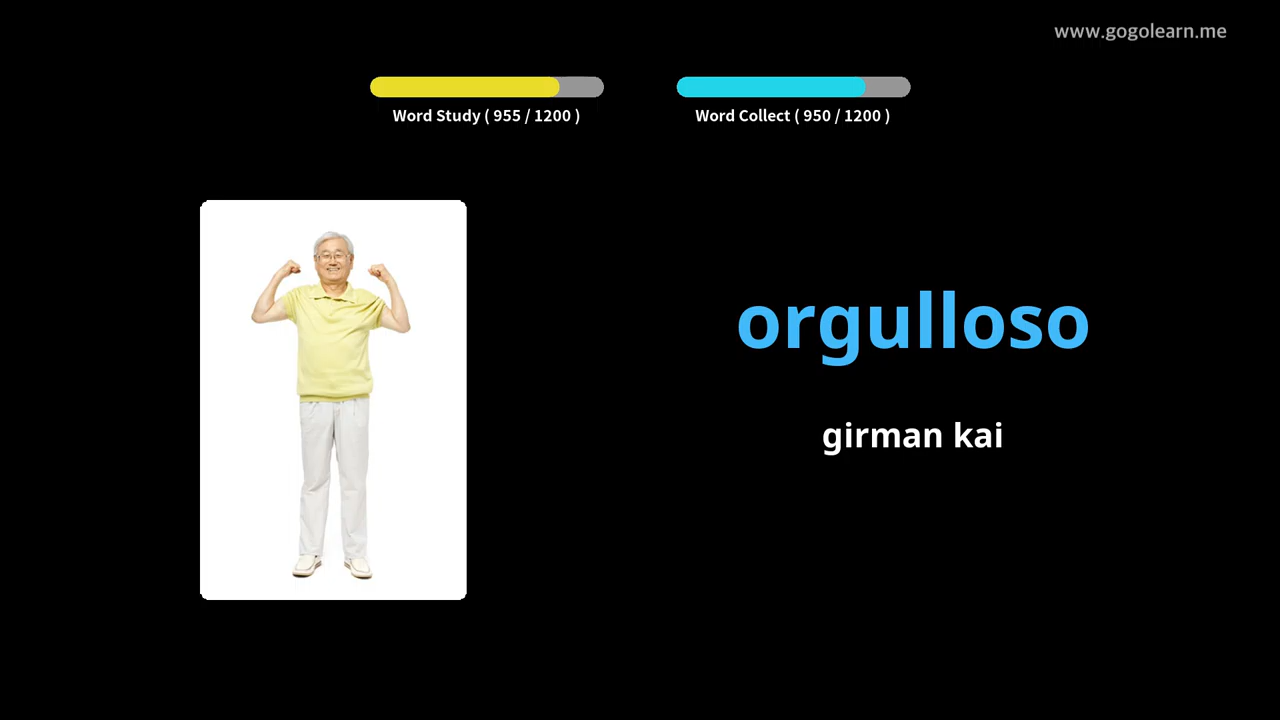 www.gogolearn.me
Word Study ( 955 / 1200 )
Word Collect ( 950 / 1200 )
orgulloso
girman kai